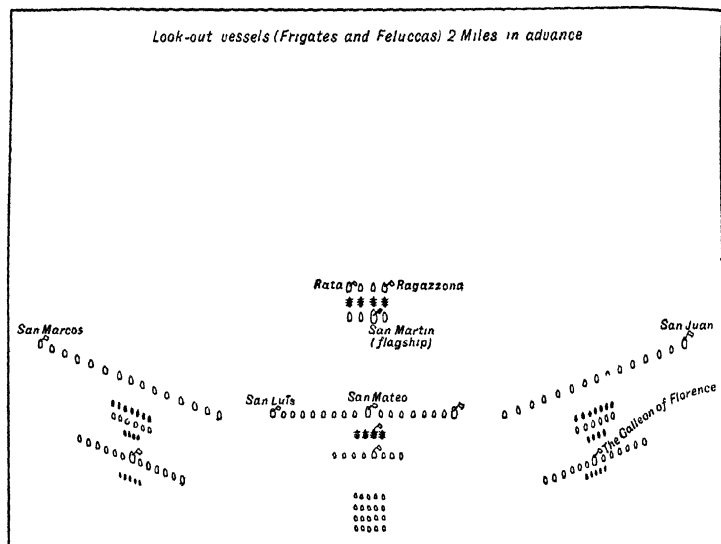 Look-out vessels (Frigates and Feluccas) 2 Miles in advance
Rata
Ragazzona
San Martin
(flagship)
San Marcos
San Juan
San Luis
San Mateo
The Galleon of Florence